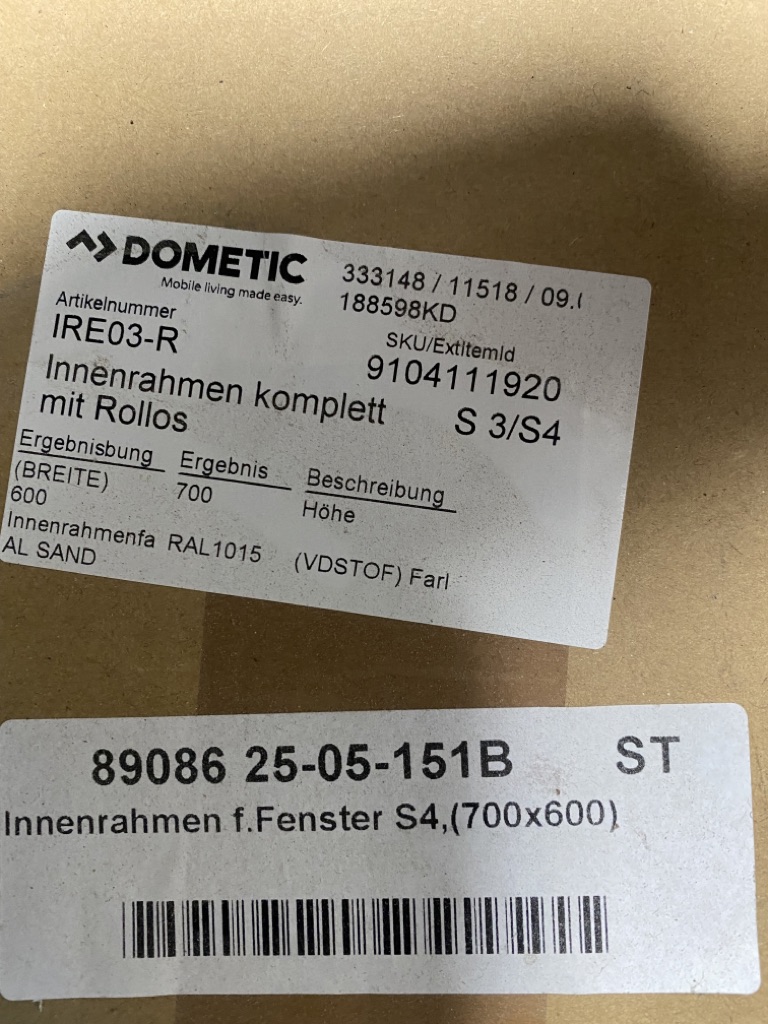 DOMETIC
Mobile living made easy.
333148 / 11518 / 09.
188598KD
Artikelnummer
IRE03-R
SKU/ExtItemId
9104111920
Innenrahmen komplett
mit Rollos
S 3/S4
Ergebnisbung Ergebnis Beschreibung
(BREITE) 700 Höhe
600
Innenrahmenfa RAL1015 (VDSTOF) Farl
AL SAND
89086 25-05-151B ST
Innenrahmen f.Fenster S4,(700x600)